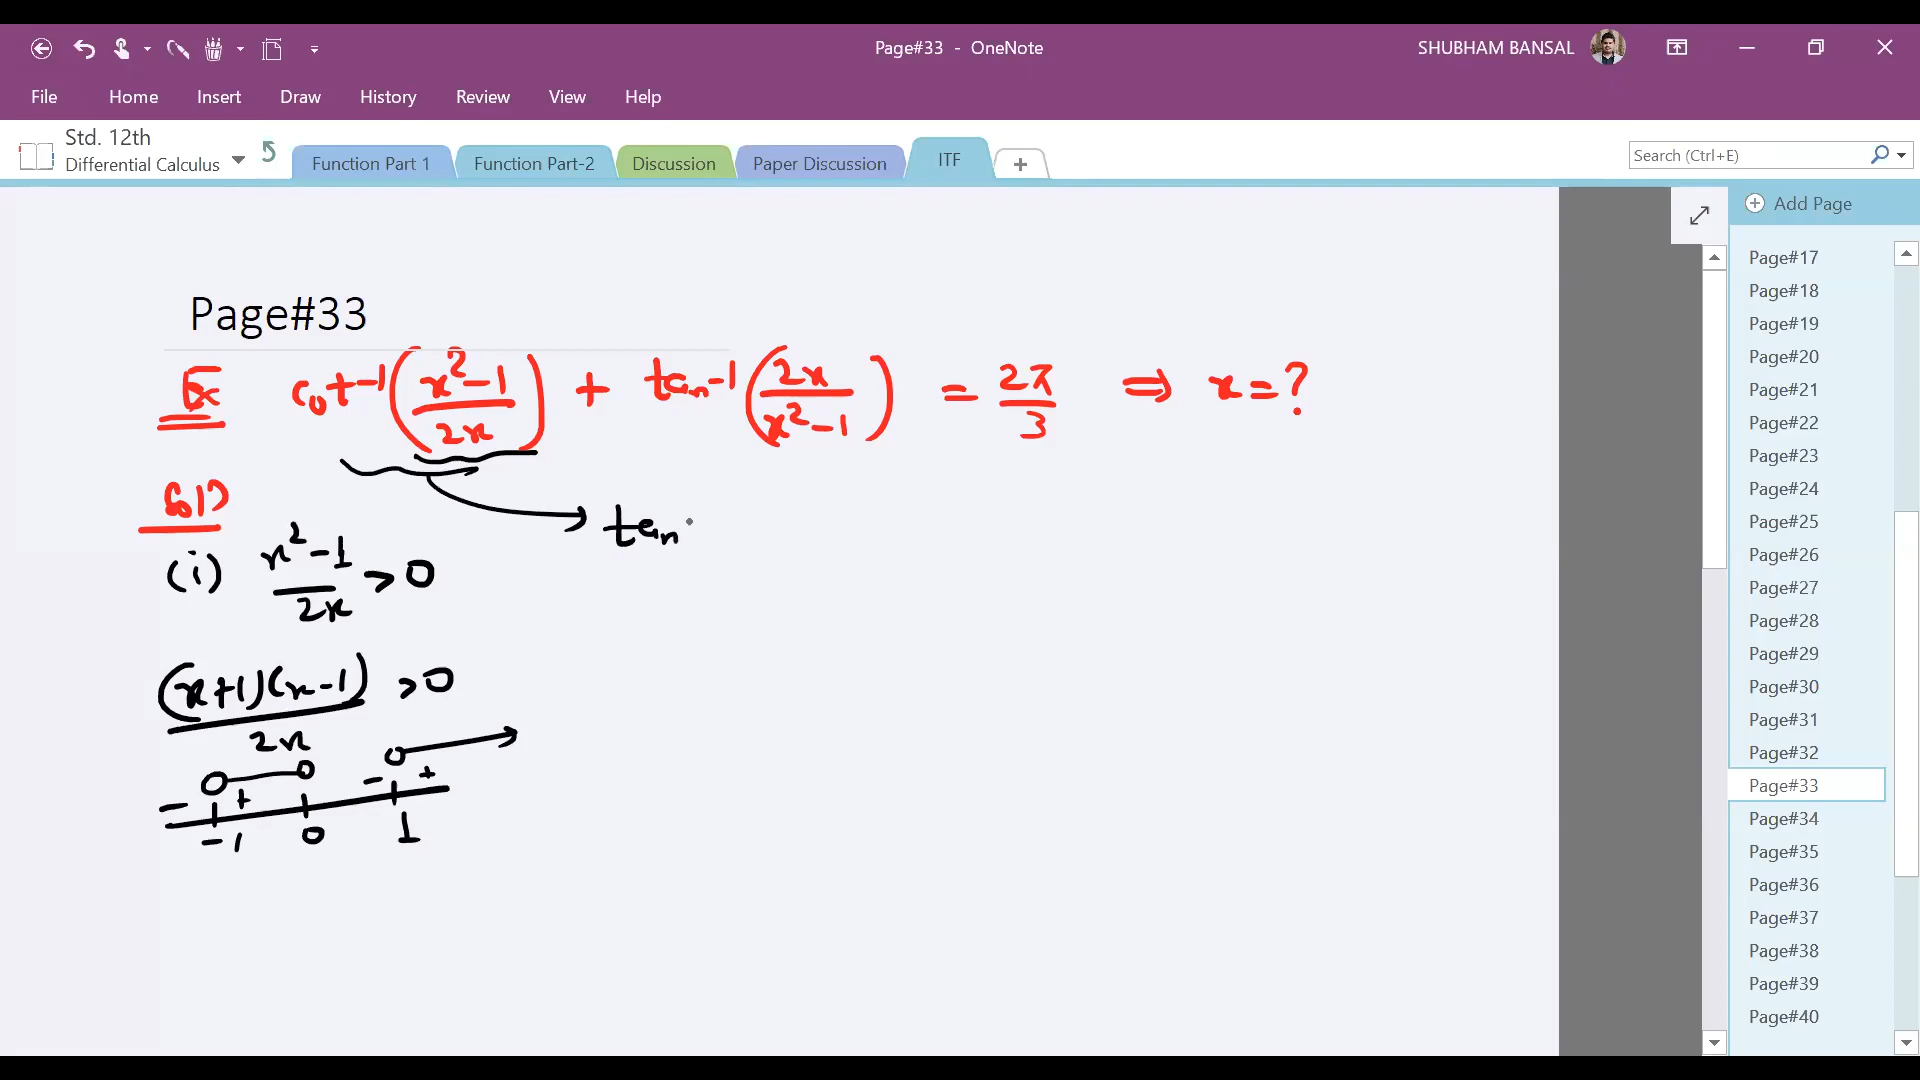 Page#33 - OneNote
SHUBHAM BANSAL
File Home Insert Draw History Review View Help
Std. 12th
Differential Calculus
Function Part 1
Function Part-2
Discussion
Paper Discussion
ITF
+
Search (Ctrl+E)
Add Page
Page#17
Page#18
Page#19
Page#20
Page#21
Page#22
Page#23
Page#24
Page#25
Page#26
Page#27
Page#28
Page#29
Page#30
Page#31
Page#32
Page#33
Page#34
Page#35
Page#36
Page#37
Page#38
Page#39
Page#40
Page#33
Ex cot⁻¹((x²-1)/(2x)) + tan⁻¹((2x)/(x²-1)) = 2π/3 ⇒ x = ?
Sol)
tan
(i) (x²-1)/(2x) > 0
((x+1)(x-1))/(2x) > 0
- + - +
-1 0 1